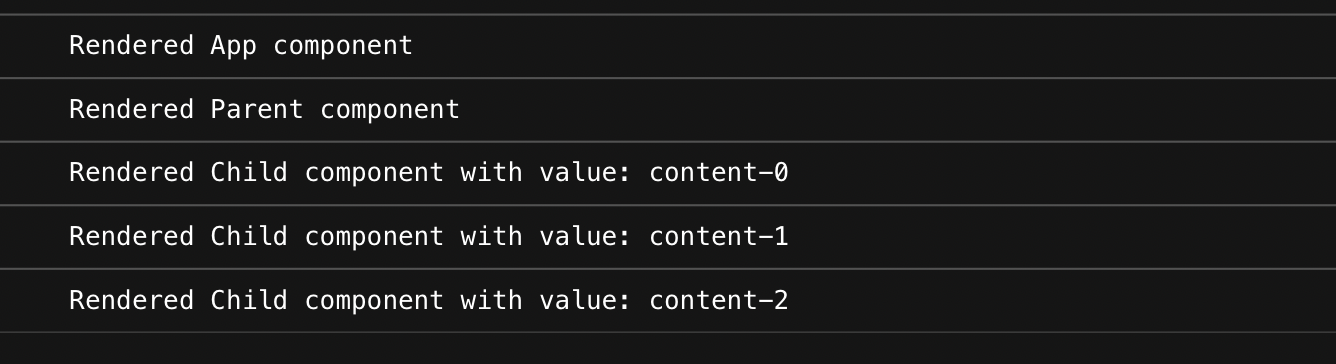 Rendered App component
Rendered Parent component
Rendered Child component with value: content-0
Rendered Child component with value: content-1
Rendered Child component with value: content-2